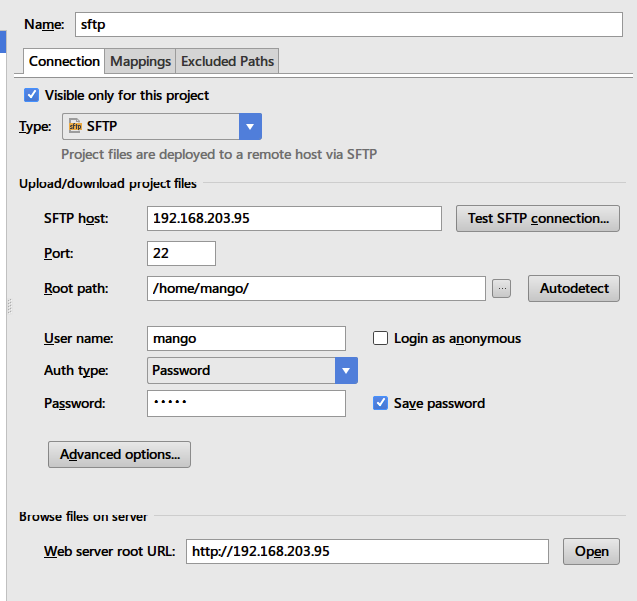 Name: sftp
Connection Mappings Excluded Paths
Visible only for this project
Type: sftp SFTP
Project files are deployed to a remote host via SFTP
Upload/download project files
SFTP host: 192.168.203.95 Test SFTP connection...
Port: 22
Root path: /home/mango/ ... Autodetect
User name: mango Login as anonymous
Auth type: Password
Password: ••••• Save password
Advanced options...
Browse files on server
Web server root URL: http://192.168.203.95 Open